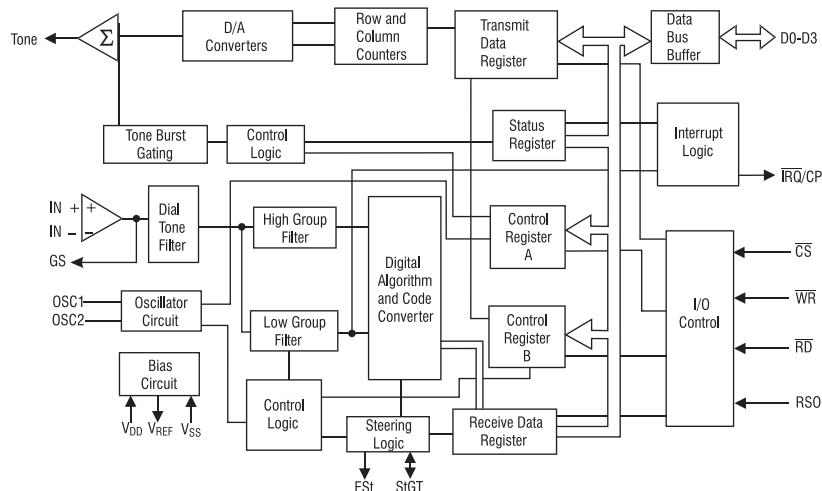 Tone
Σ
D/A
Converters
Row and
Column
Counters
Transmit
Data
Register
Data
Bus
Buffer
D0-D3
Tone Burst
Gating
Control
Logic
Status
Register
Interrupt
Logic
IRQ/CP
IN +
IN –
+
–
GS
Dial
Tone
Filter
High Group
Filter
Digital
Algorithm
and Code
Converter
Control
Register
A
I/O
Control
CS
WR
RD
RSO
OSC1
OSC2
Oscillator
Circuit
Low Group
Filter
Control
Register
B
Bias
Circuit
VDD
VREF
VSS
Control
Logic
Steering
Logic
Receive Data
Register
ESt
StGT